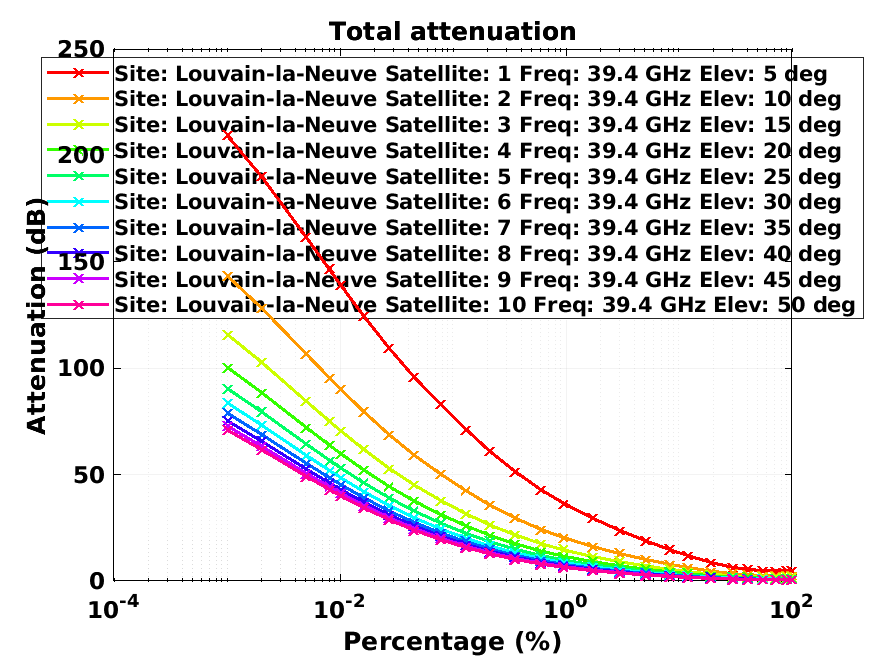 Total attenuation
250
Site: Louvain-la-Neuve Satellite: 1 Freq: 39.4 GHz Elev: 5 deg
Site: Louvain-la-Neuve Satellite: 2 Freq: 39.4 GHz Elev: 10 deg
Site: Louvain-la-Neuve Satellite: 3 Freq: 39.4 GHz Elev: 15 deg
Site: Louvain-la-Neuve Satellite: 4 Freq: 39.4 GHz Elev: 20 deg
200
Site: Louvain-la-Neuve Satellite: 5 Freq: 39.4 GHz Elev: 25 deg
Site: Louvain-la-Neuve Satellite: 6 Freq: 39.4 GHz Elev: 30 deg
Site: Louvain-la-Neuve Satellite: 7 Freq: 39.4 GHz Elev: 35 deg
Site: Louvain-la-Neuve Satellite: 8 Freq: 39.4 GHz Elev: 40 deg
150
Site: Louvain-la-Neuve Satellite: 9 Freq: 39.4 GHz Elev: 45 deg
Site: Louvain-la-Neuve Satellite: 10 Freq: 39.4 GHz Elev: 50 deg
Attenuation (dB)
100
50
0
10^-4 10^-2 10^0 10^2
Percentage (%)